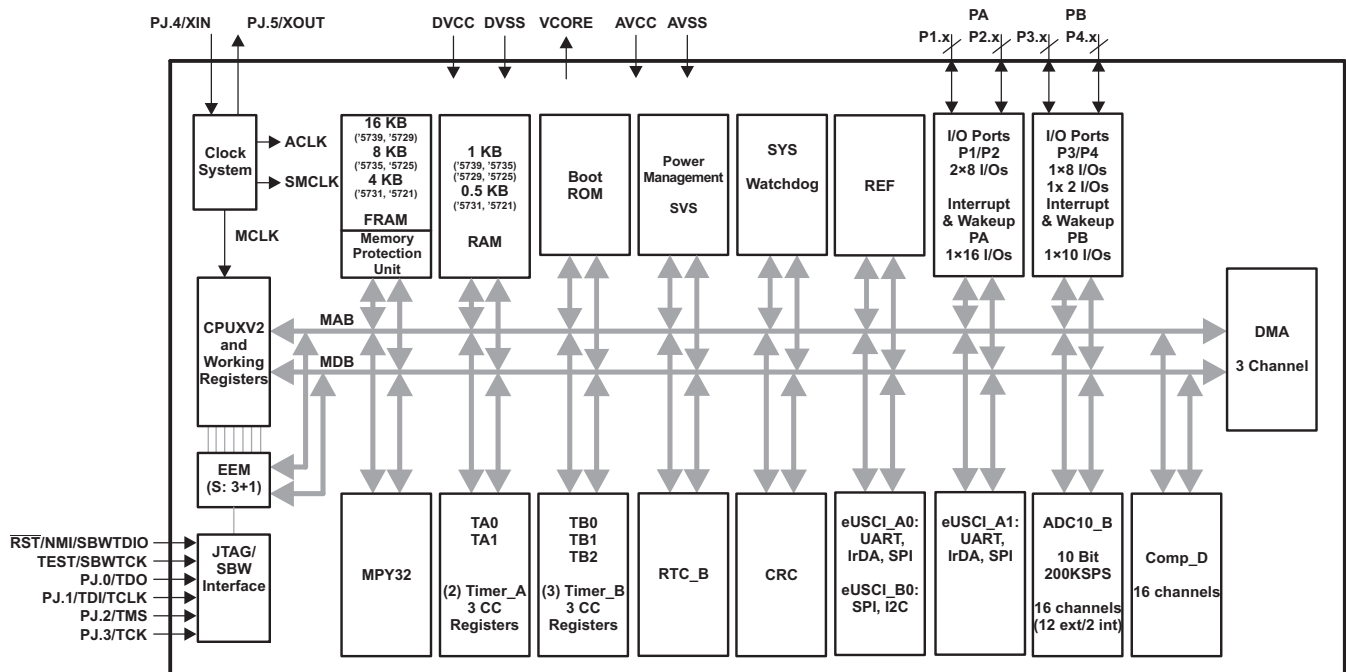 PJ.4/XIN
PJ.5/XOUT
DVCC
DVSS
VCORE
AVCC
AVSS
PA
P1.x
P2.x
PB
P3.x
P4.x
Clock
System
ACLK
SMCLK
MCLK
16 KB
('5739, '5729)
8 KB
('5735, '5725)
4 KB
('5731, '5721)
FRAM
Memory
Protection
Unit
1 KB
('5739, '5735)
('5729, '5725)
0.5 KB
('5731, '5721)
RAM
Boot
ROM
Power
Management
SVS
SYS
Watchdog
REF
I/O Ports
P1/P2
2×8 I/Os
Interrupt
& Wakeup
PA
1×16 I/Os
I/O Ports
P3/P4
1×8 I/Os
1x 2 I/Os
Interrupt
& Wakeup
PB
1×10 I/Os
CPUXV2
and
Working
Registers
MAB
MDB
DMA
3 Channel
EEM
(S: 3+1)
RST/NMI/SBWTDIO
TEST/SBWTCK
PJ.0/TDO
PJ.1/TDI/TCLK
PJ.2/TMS
PJ.3/TCK
JTAG/
SBW
Interface
MPY32
TA0
TA1
(2) Timer_A
3 CC
Registers
TB0
TB1
TB2
(3) Timer_B
3 CC
Registers
RTC_B
CRC
eUSCI_A0:
UART,
IrDA, SPI
eUSCI_B0:
SPI, I2C
eUSCI_A1:
UART,
IrDA, SPI
ADC10_B
10 Bit
200KSPS
16 channels
(12 ext/2 int)
Comp_D
16 channels